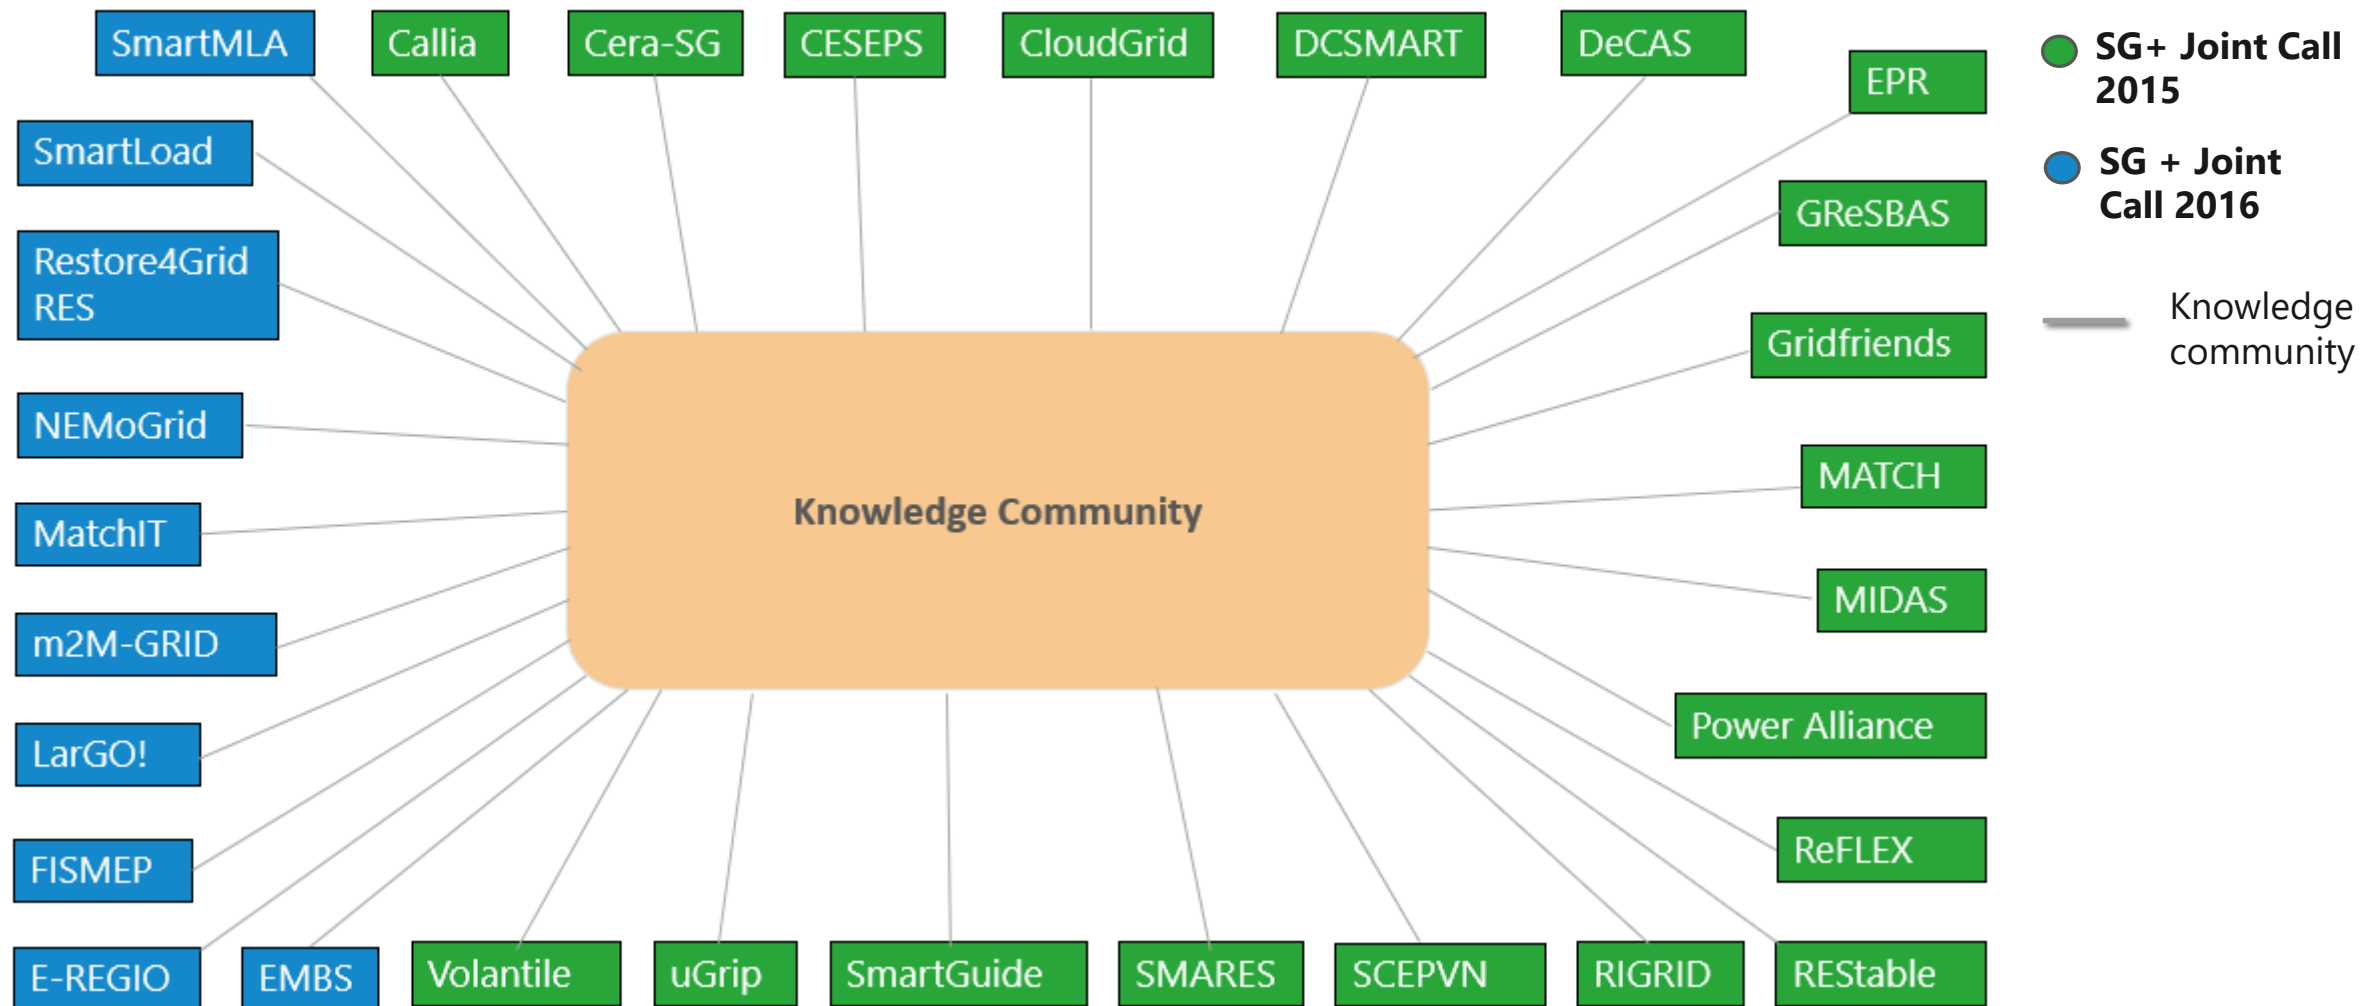 SmartMLA
Callia
Cera-SG
CESEPS
CloudGrid
DCSMART
DeCAS
EPR
SmartLoad
GReSBAS
Restore4Grid
RES
Gridfriends
NEMoGrid
MATCH
Knowledge Community
MatchIT
MIDAS
m2M-GRID
Power Alliance
LarGO!
ReFLEX
FISMEP
E-REGIO
EMBS
Volantile
uGrip
SmartGuide
SMARES
SCEPVN
RIGRID
REStable
SG+ Joint Call
2015
SG + Joint
Call 2016
Knowledge
community